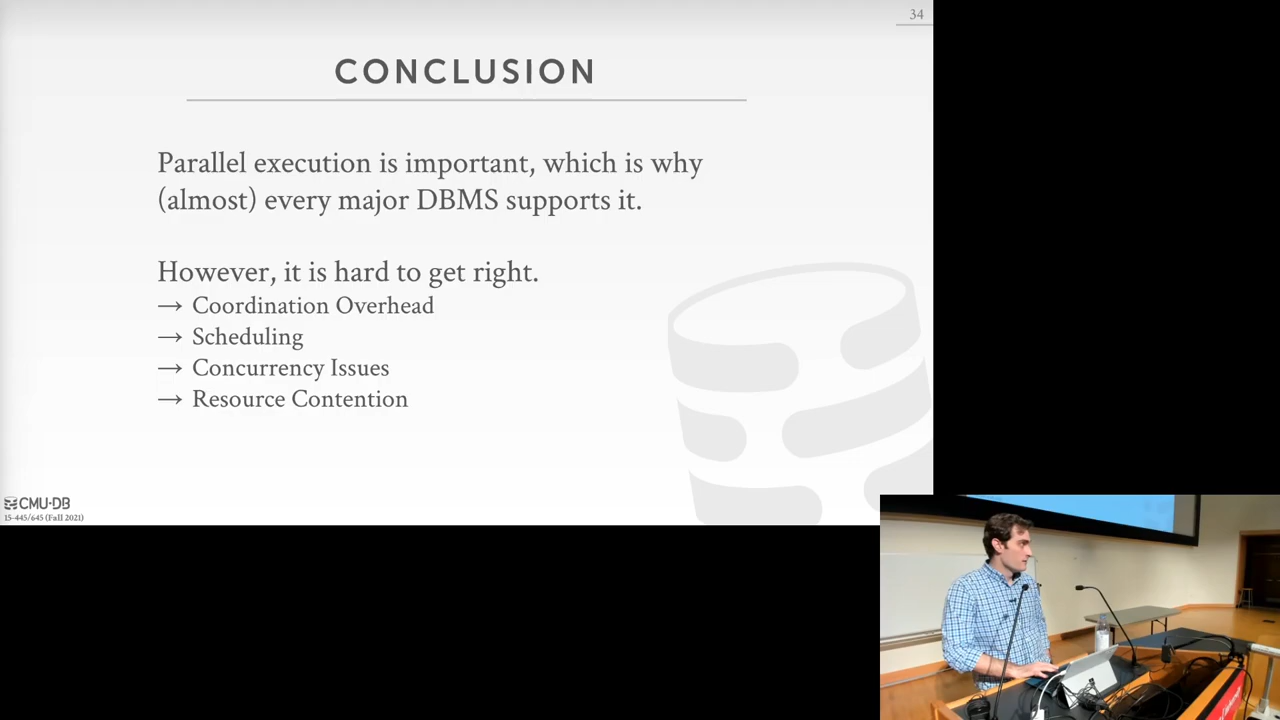 34
CONCLUSION
Parallel execution is important, which is why
(almost) every major DBMS supports it.
However, it is hard to get right.
→ Coordination Overhead
→ Scheduling
→ Concurrency Issues
→ Resource Contention
CMU·DB
15-445/645 (Fall 2021)